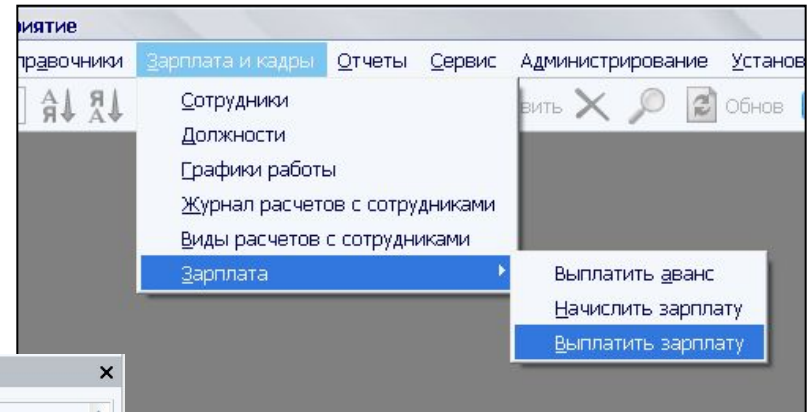 риятие
правочники Зарплата и кадры Отчеты Сервис Администрирование Установ
А Я Я А вить Обнов
Сотрудники
Должности
Графики работы
Журнал расчетов с сотрудниками
Виды расчетов с сотрудниками
Зарплата
Выплатить аванс
Начислить зарплату
Выплатить зарплату